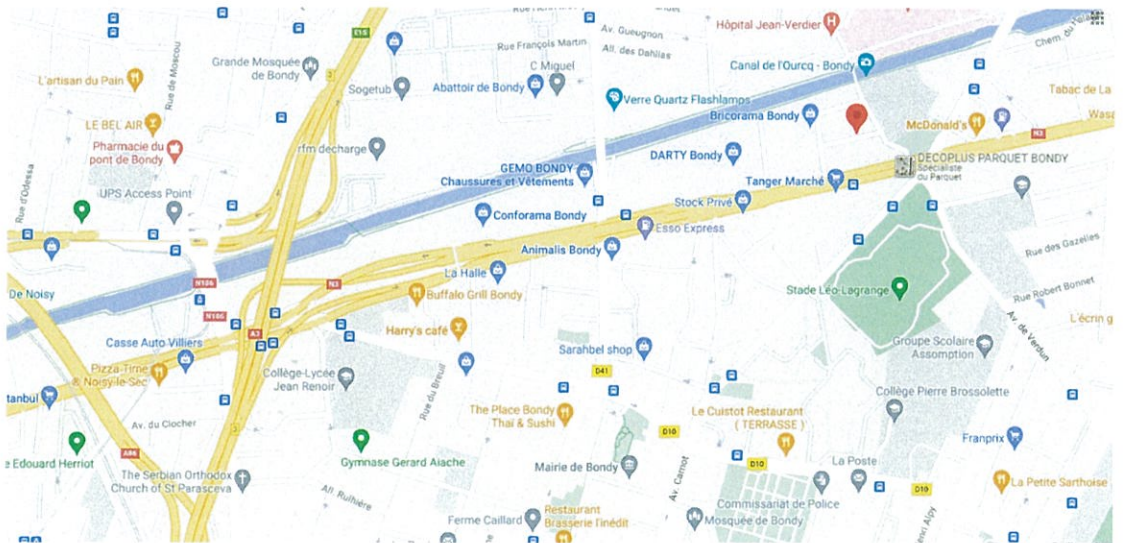 Hôpital Jean-Verdier
E15
Av. Gueugnon
Rue François Martin
All. des Dahlias
Chem. du
Grande Mosquée
de Bondy
Canal de l'Ourcq - Bondy
L'artisan du Pain
Rue de Moscou
C Miguel
Sogetub
Abattoir de Bondy
Verre Quartz Flashlamps
Tabac de La
Bricorama Bondy
LE BEL AIR
McDonald's
N3
Pharmacie du
pont de Bondy
rfm decharge
DARTY Bondy
DECOPLUS PARQUET BONDY
Spécialiste
du Parquet
GEMO BONDY
Chaussures et Vêtements
Tanger Marché
UPS Access Point
Rue d'Odessa
Stock Privé
Conforama Bondy
Esso Express
Animalis Bondy
Rue des Gazelles
La Halle
De Noisy
N186
N3
Stade Léo-Lagrange
Rue Robert Bonnet
Buffalo Grill Bondy
N186
L'écrin g
Av. de Verdun
Harry's café
A3
Casse Auto Villiers
Sarahbel shop
Groupe Scolaire
Assomption
Pizza Time
® Noisy-le-Sec
Collège-Lycée
Jean Renoir
D41
Rue du Breuil
Collège Pierre Brossolette
tanbul
The Place Bondy
Thaï & Sushi
Le Cuistot Restaurant
( TERRASSE )
Av. du Clocher
3
D10
Franprix
e Edouard Herriot
A86
Gymnase Gerard Aiache
Mairie de Bondy
D10
La Poste
The Serbian Orthodox
Church of St Parasceva
Av. Carnot
D10
La Petite Sarthoise
All. Rulhière
Commissariat de Police
Restaurant
Brasserie l'inédit
Ferme Caillard
Mosquée de Bondy
enri Alpy